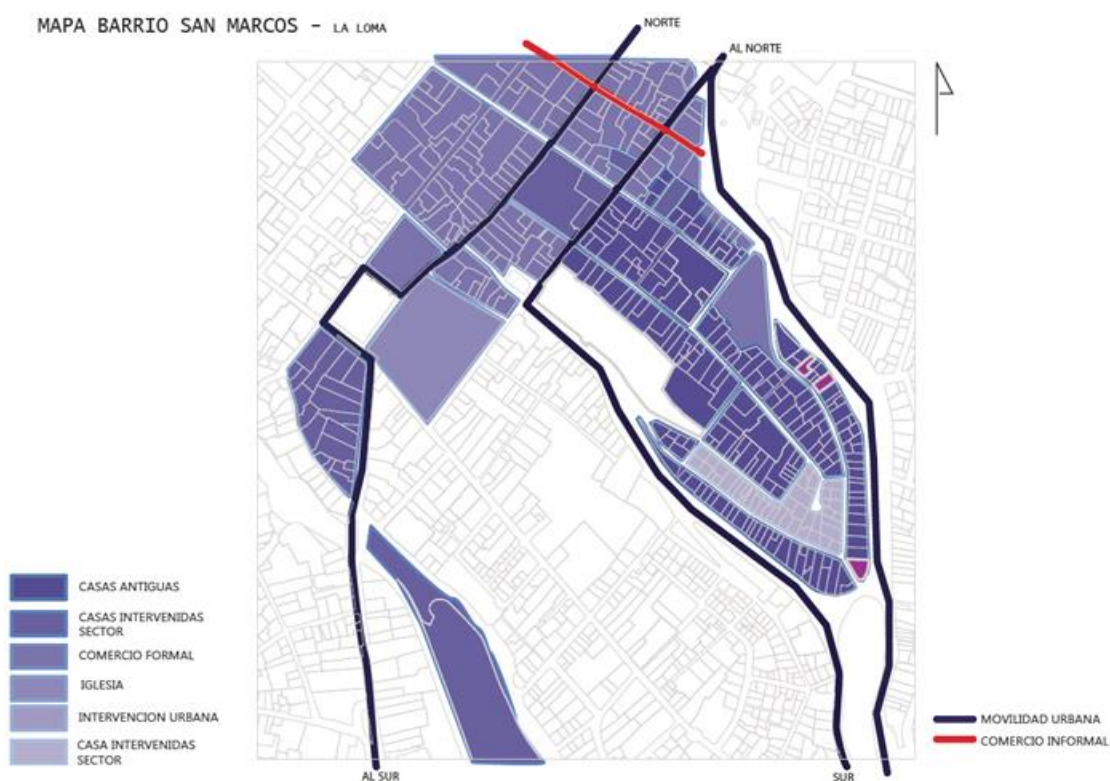 MAPA BARRIO SAN MARCOS - LA LOMA
NORTE
AL NORTE
CASAS ANTIGUAS
CASAS INTERVENIDAS
SECTOR
COMERCIO FORMAL
IGLESIA
INTERVENCION URBANA
CASA INTERVENIDAS
SECTOR
MOVILIDAD URBANA
COMERCIO INFORMAL
AL SUR
SUR